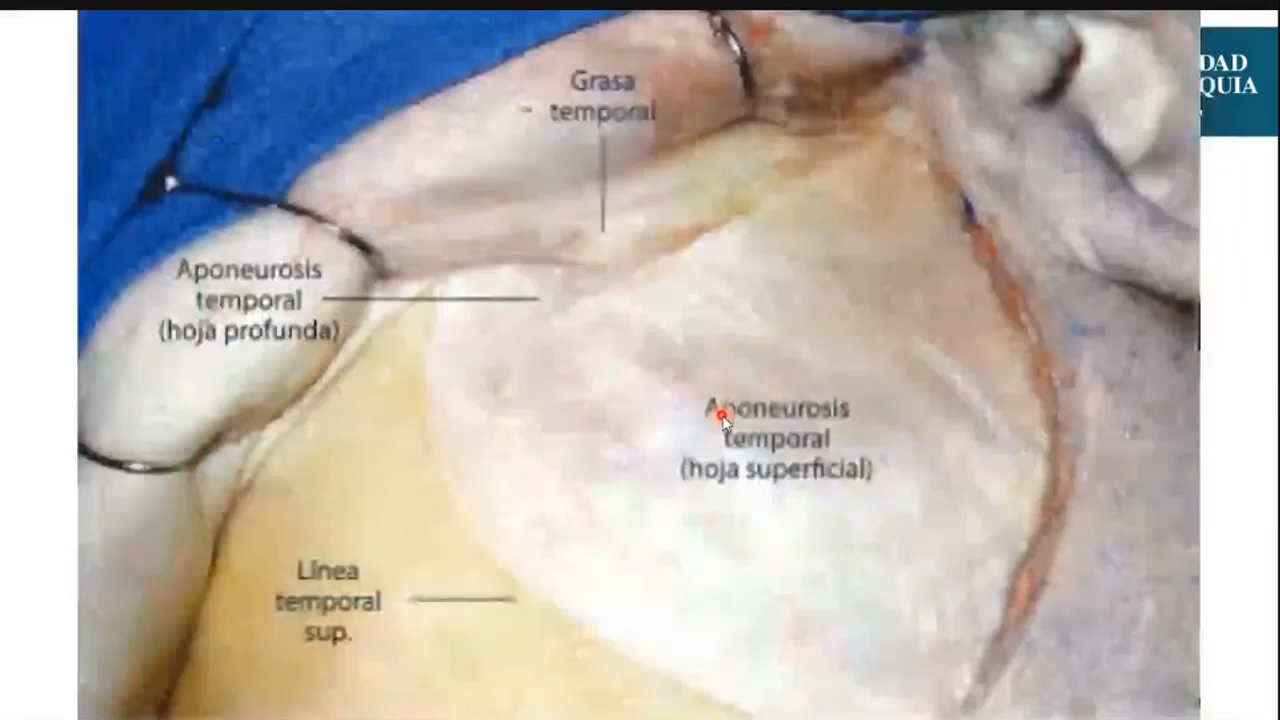 Grasa
temporal
Aponeurosis
temporal
(hoja profunda)
Aponeurosis
temporal
(hoja superficial)
Línea
temporal
sup.
DAD
QUIA